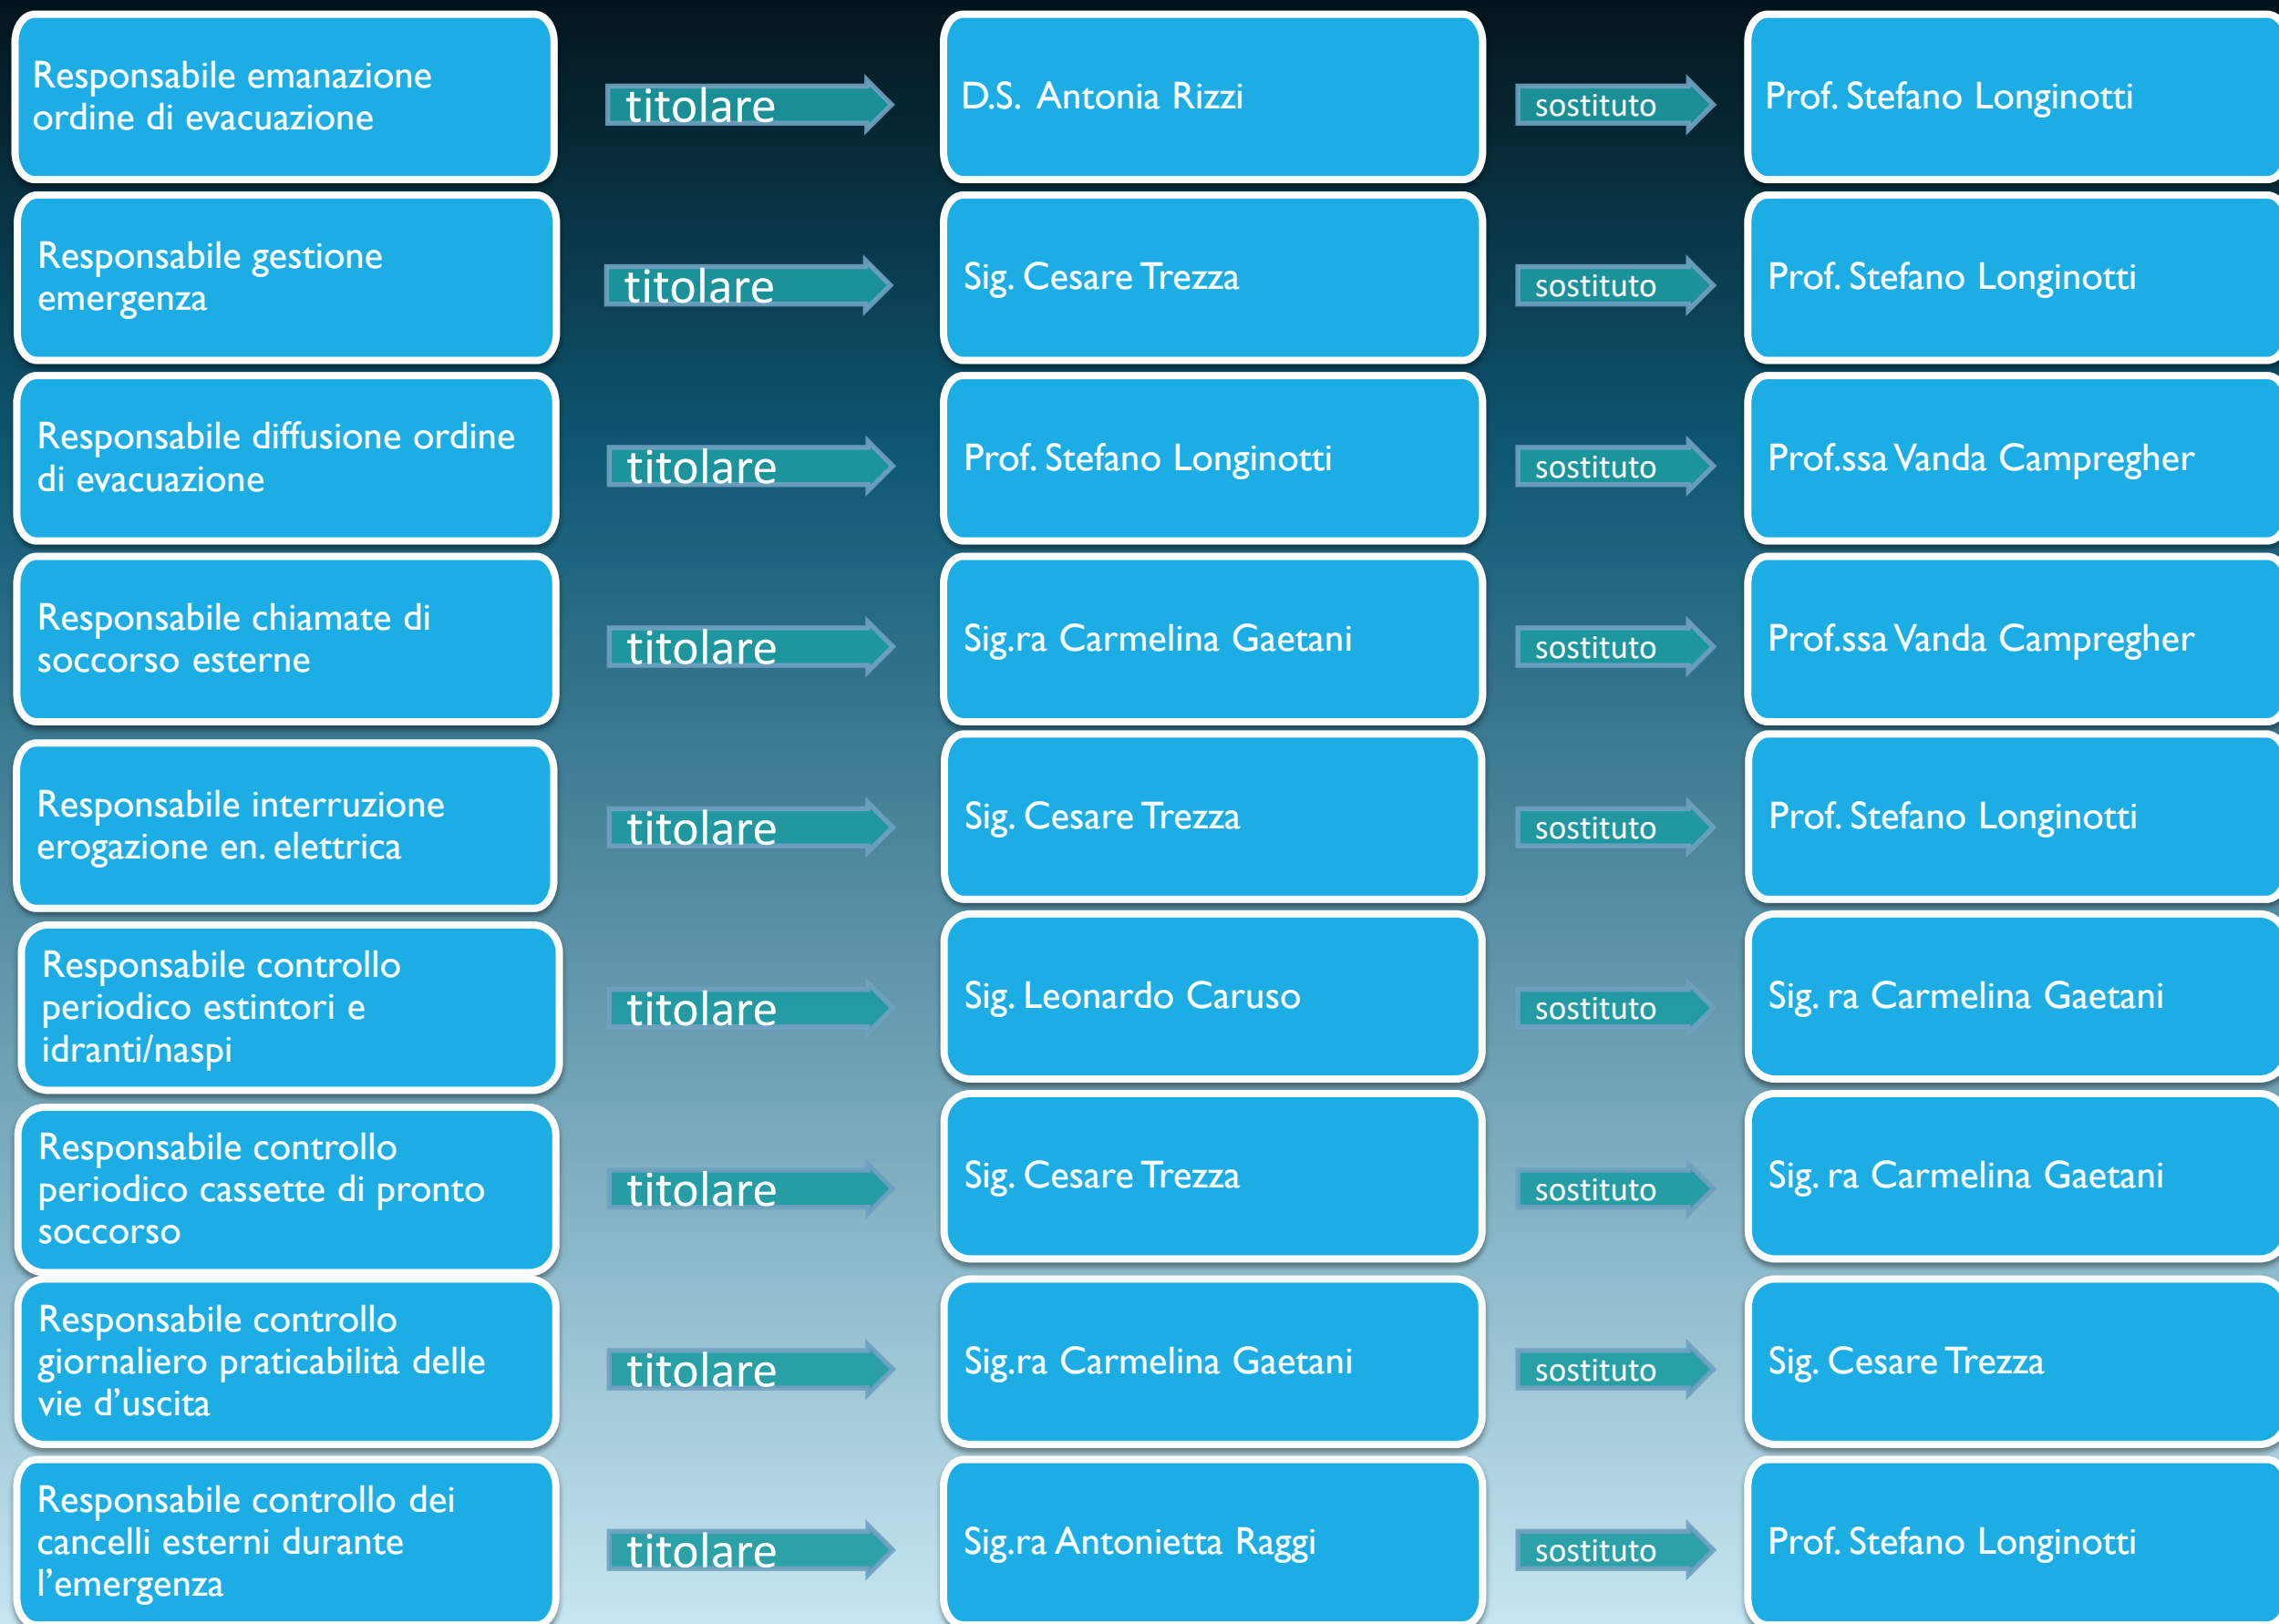 Responsabile emanazione
ordine di evacuazione
titolare
D.S. Antonia Rizzi
sostituto
Prof. Stefano Longinotti
Responsabile gestione
emergenza
titolare
Sig. Cesare Trezza
sostituto
Prof. Stefano Longinotti
Responsabile diffusione ordine
di evacuazione
titolare
Prof. Stefano Longinotti
sostituto
Prof.ssa Vanda Campregher
Responsabile chiamate di
soccorso esterne
titolare
Sig.ra Carmelina Gaetani
sostituto
Prof.ssa Vanda Campregher
Responsabile interruzione
erogazione en. elettrica
titolare
Sig. Cesare Trezza
sostituto
Prof. Stefano Longinotti
Responsabile controllo
periodico estintori e
idranti/naspi
titolare
Sig. Leonardo Caruso
sostituto
Sig. ra Carmelina Gaetani
Responsabile controllo
periodico cassette di pronto
soccorso
titolare
Sig. Cesare Trezza
sostituto
Sig. ra Carmelina Gaetani
Responsabile controllo
giornaliero praticabilità delle
vie d'uscita
titolare
Sig.ra Carmelina Gaetani
sostituto
Sig. Cesare Trezza
Responsabile controllo dei
cancelli esterni durante
l'emergenza
titolare
Sig.ra Antonietta Raggi
sostituto
Prof. Stefano Longinotti